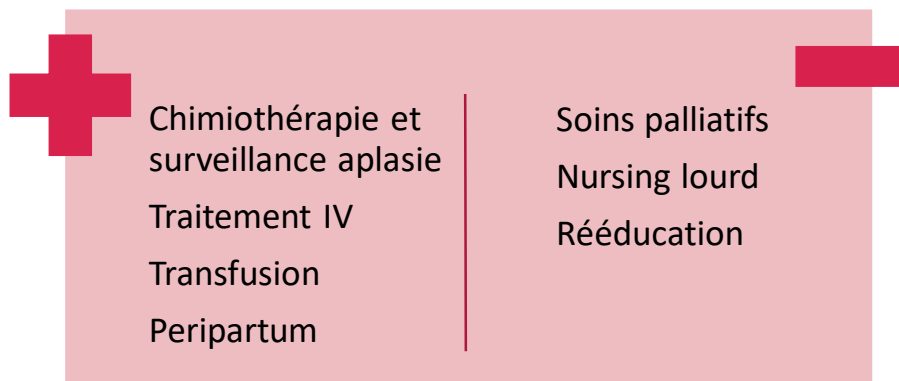 Chimiothérapie et
surveillance aplasie
Traitement IV
Transfusion
Peripartum
Soins palliatifs
Nursing lourd
Rééducation